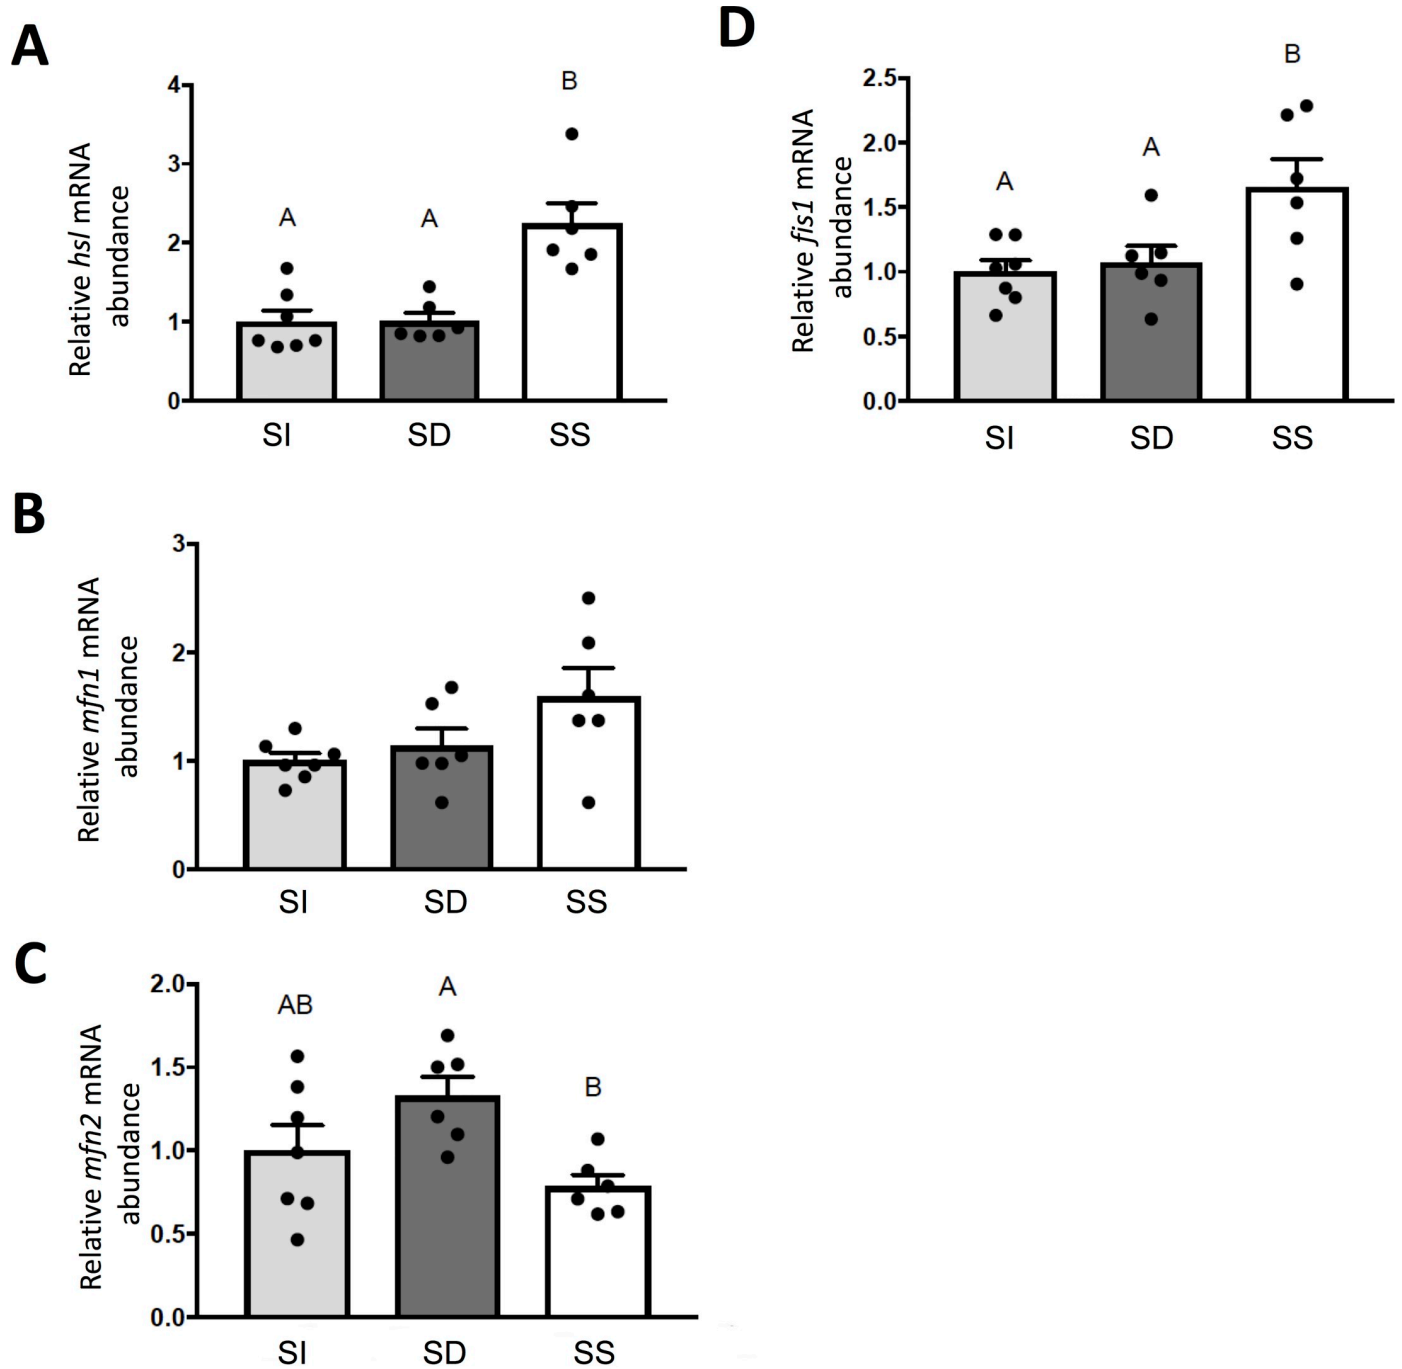 A
Relative hsl mRNA
abundance
4
3
2
1
0
A
A
B
SI
SD
SS
D
Relative fis1 mRNA
abundance
2.5
2.0
1.5
1.0
0.5
0.0
A
A
B
SI
SD
SS
B
Relative mfn1 mRNA
abundance
3
2
1
0
SI
SD
SS
C
Relative mfn2 mRNA
abundance
2.0
1.5
1.0
0.5
0.0
AB
A
B
SI
SD
SS